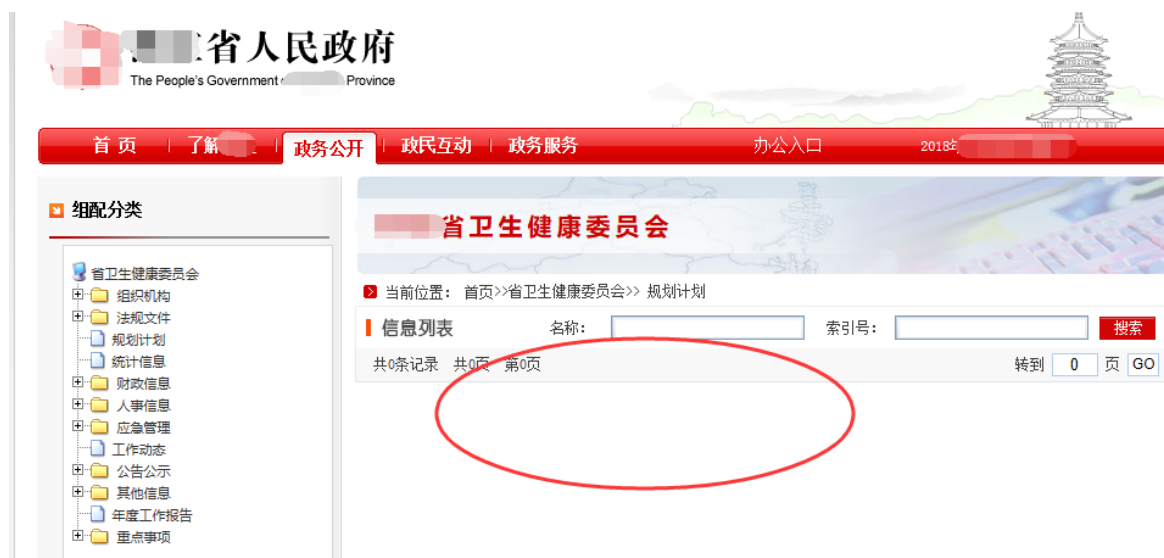 省人民政府
The People's Government Province
首 页 了解 政务公开 政民互动 政务服务 办公入口 2018年
组配分类
省卫生健康委员会
组织机构
法规文件
规划计划
统计信息
财政信息
人事信息
应急管理
工作动态
公告公示
其他信息
年度工作报告
重点事项
省卫生健康委员会
当前位置: 首页>>省卫生健康委员会>> 规划计划
信息列表 名称: 索引号: 搜索
共0条记录 共0页 第0页 转到 0 页 GO